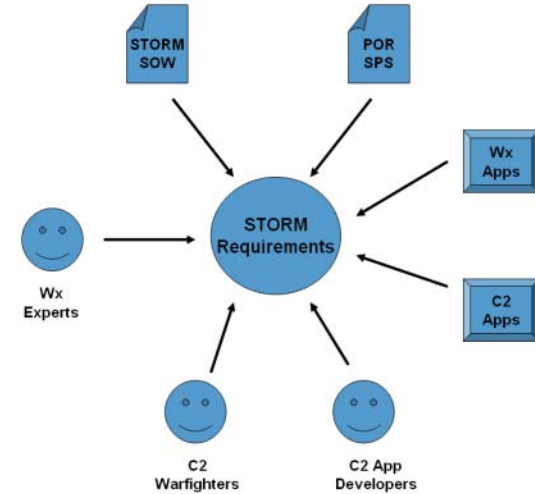 STORM
SOW
POR
SPS
Wx
Apps
STORM
Requirements
C2
Apps
Wx
Experts
C2
Warfighters
C2 App
Developers